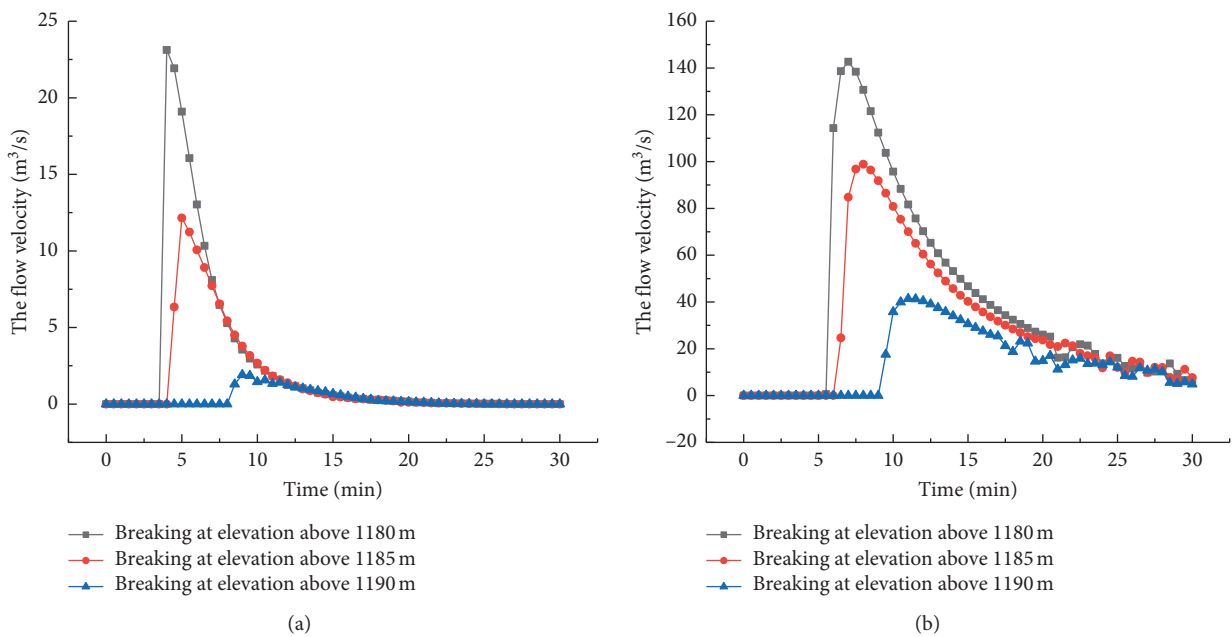 25
20
15
10
5
0
The flow velocity (m³/s)
0 5 10 15 20 25 30
Time (min)
Breaking at elevation above 1180 m
Breaking at elevation above 1185 m
Breaking at elevation above 1190 m
(a)
160
140
120
100
80
60
40
20
0
–20
The flow velocity (m³/s)
0 5 10 15 20 25 30
Time (min)
Breaking at elevation above 1180 m
Breaking at elevation above 1185 m
Breaking at elevation above 1190 m
(b)